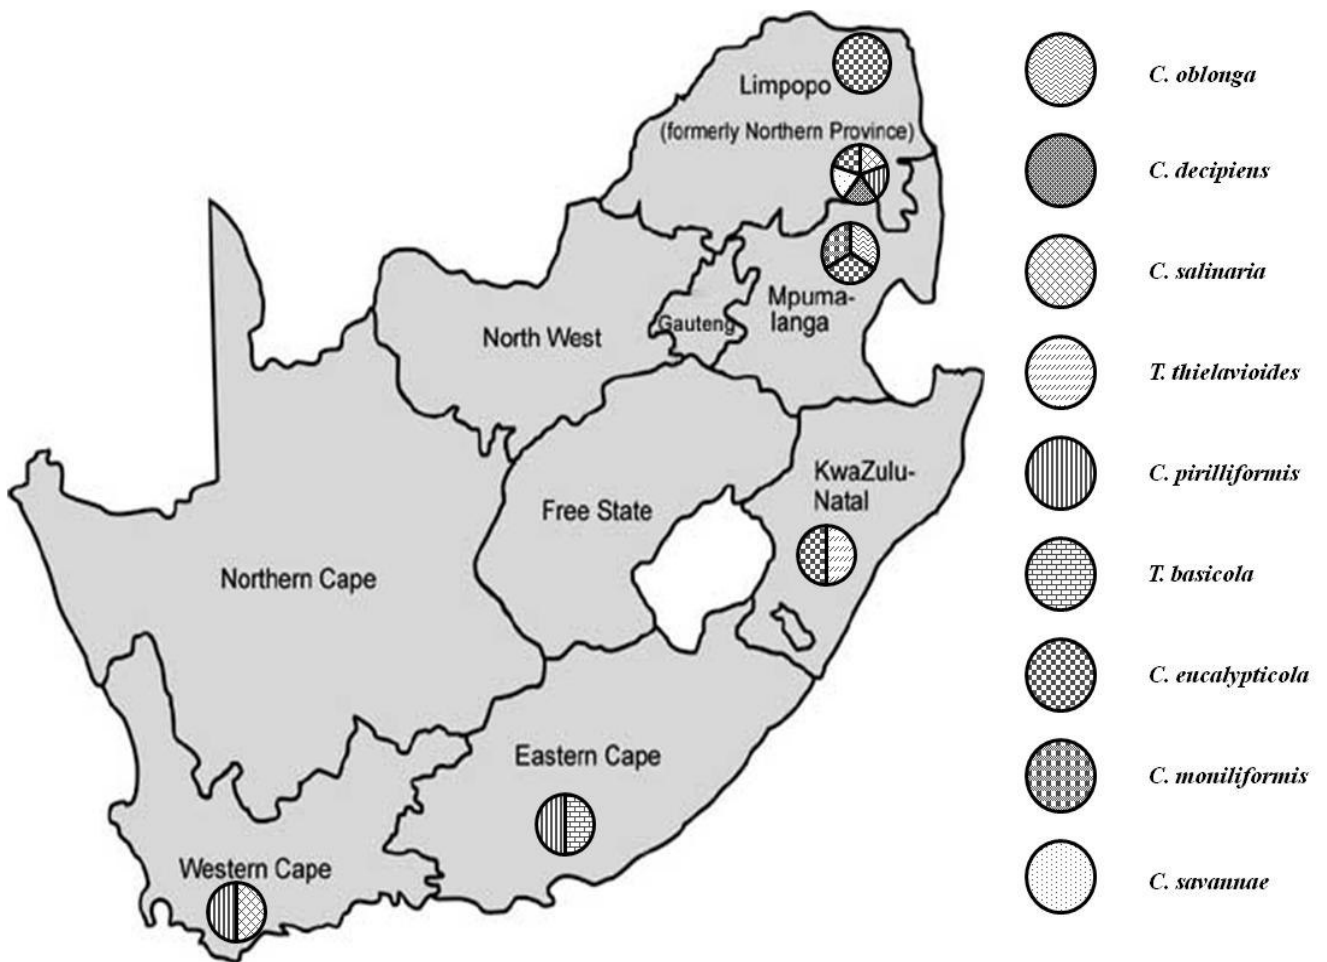 Limpopo
(formerly Northern Province)
Mpuma-
langa
Gauteng
North West
KwaZulu-
Natal
Free State
Northern Cape
Eastern Cape
Western Cape
C. oblonga
C. decipiens
C. salinaria
T. thielavioides
C. pirilliformis
T. basicola
C. eucalypticola
C. moniliformis
C. savannae